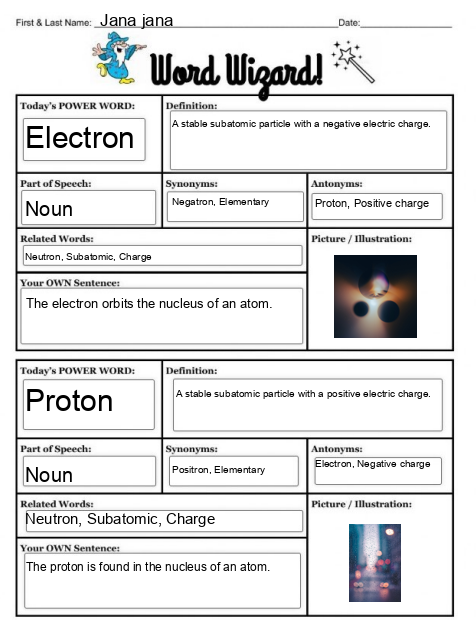 First & Last Name: Jana jana Date:
Word Wizard!
Today's POWER WORD: Definition:
Electron A stable subatomic particle with a negative electric charge.
Part of Speech: Synonyms: Antonyms:
Noun Negatron, Elementary Proton, Positive charge
Related Words: Picture / Illustration:
Neutron, Subatomic, Charge
Your OWN Sentence:
The electron orbits the nucleus of an atom.
Today's POWER WORD: Definition:
Proton A stable subatomic particle with a positive electric charge.
Part of Speech: Synonyms: Antonyms:
Noun Positron, Elementary Electron, Negative charge
Related Words: Picture / Illustration:
Neutron, Subatomic, Charge
Your OWN Sentence:
The proton is found in the nucleus of an atom.